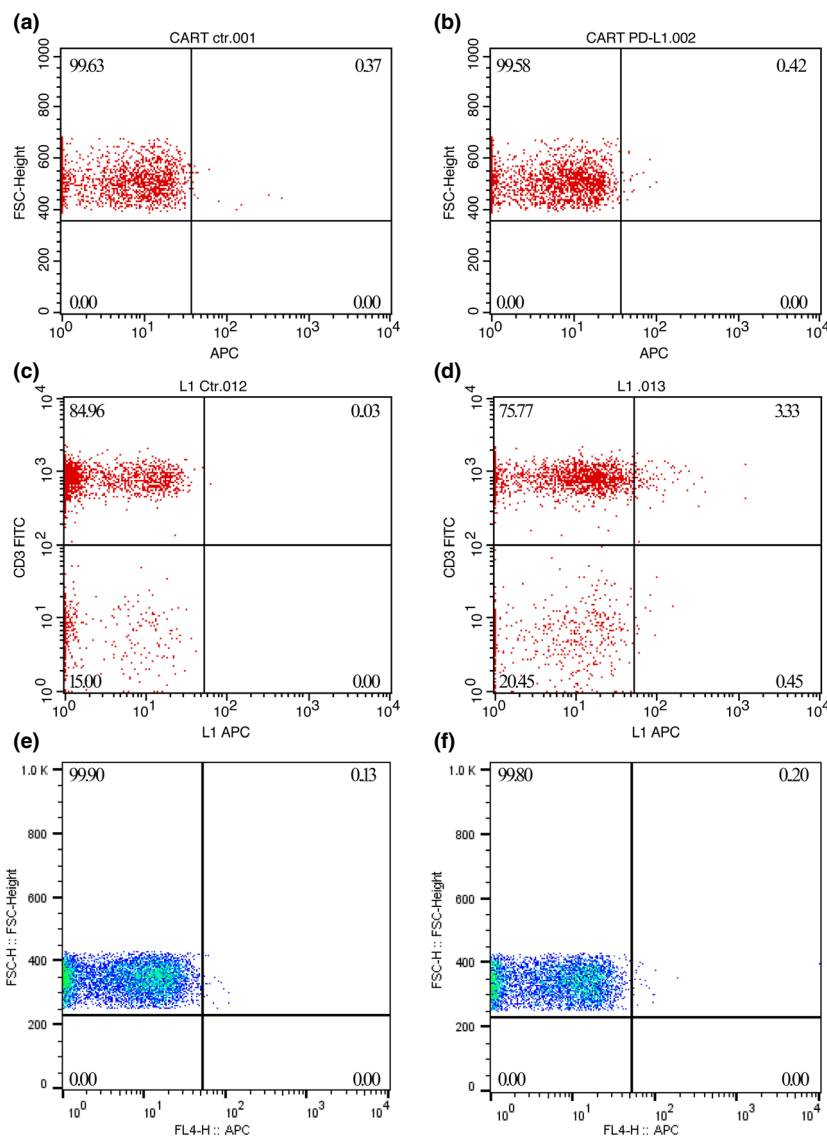 (a)
CART ctr.001
99.63 0.37
FSC-Height
1000
800
600
400
200
0
0.00 0.00
10^0 10^1 10^2 10^3 10^4
APC
(b)
CART PD-L1.002
99.58 0..42
FSC-Height
1000
800
600
400
200
0
0.00 0.00
10^0 10^1 10^2 10^3 10^4
APC
(c)
L1 Ctr.012
84.96 0..03
CD3 FITC
10^4
10^3
10^2
10^1
10^0
15.00 0.00
10^0 10^1 10^2 10^3 10^4
L1 APC
(d)
L1 .013
75.77 3.33
CD3 FITC
10^4
10^3
10^2
10^1
10^0
20.45 0.45
10^0 10^1 10^2 10^3 10^4
L1 APC
(e)
99.90 0..13
FSC-H :: FSC-Height
1.0 K
800
600
400
200
0
0.00 0.00
10^0 10^1 10^2 10^3 10^4
FL4-H :: APC
(f)
99.80 0..20
FSC-H :: FSC-Height
1.0 K
800
600
400
200
0
0.00 0.00
10^0 10^1 10^2 10^3 10^4
FL4-H :: APC